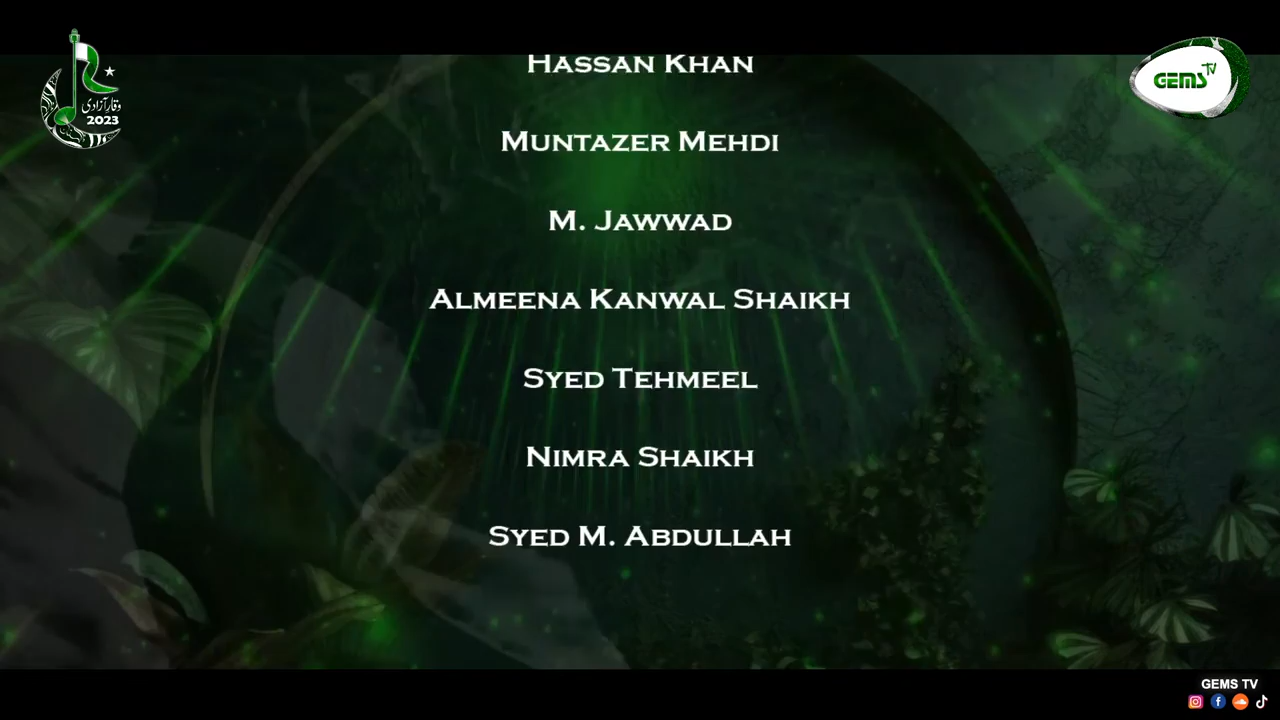 HASSAN KHAN
MUNTAZER MEHDI
M. JAWWAD
ALMEENA KANWAL SHAIKH
SYED TEHMEEL
NIMRA SHAIKH
SYED M. ABDULLAH
وقار آزادی
2023
GEMS TV
GEMS TV